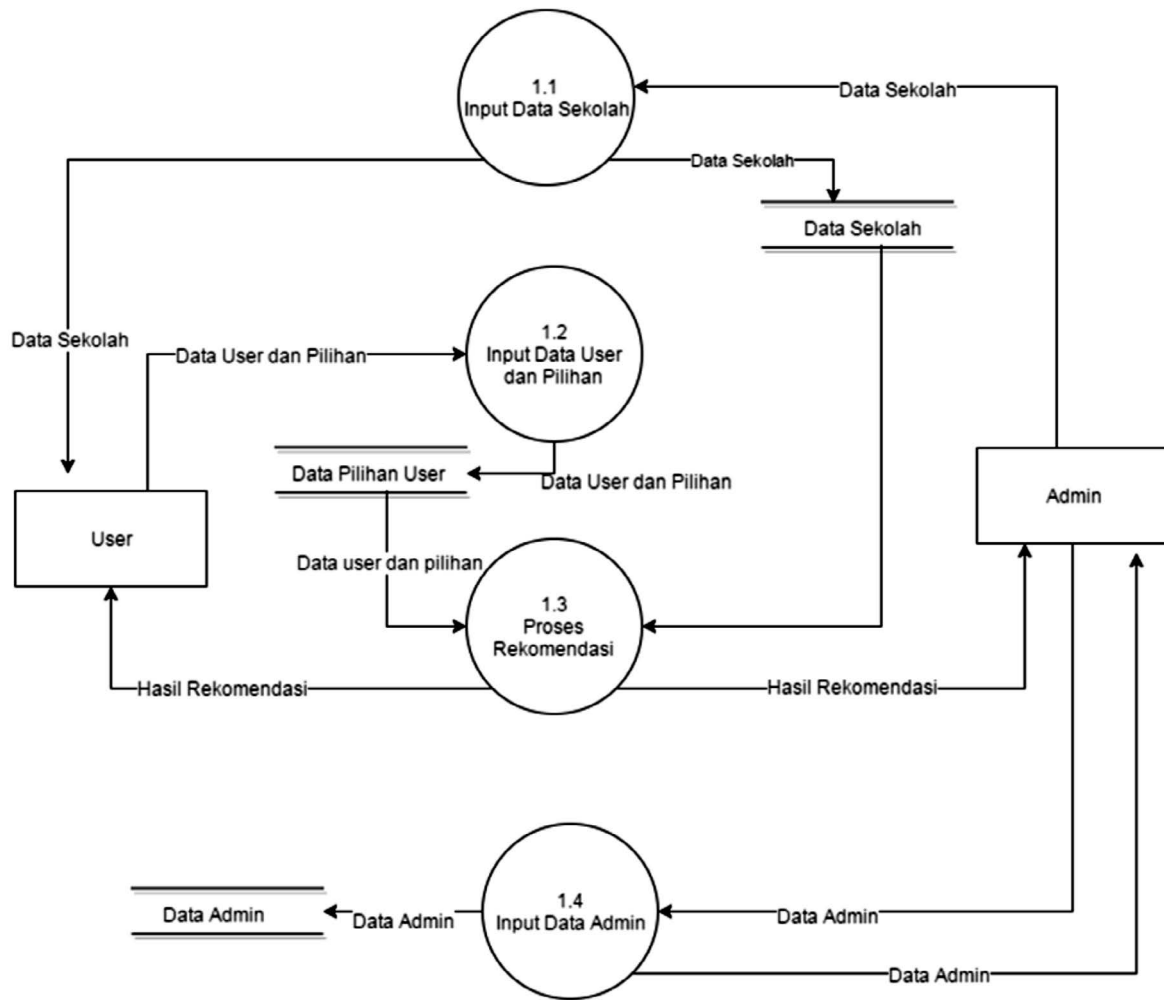 1.1
Input Data Sekolah
Data Sekolah
Data Sekolah
Data Sekolah
Data Sekolah
1.2
Input Data User
dan Pilihan
Data User dan Pilihan
Data Pilihan User
Data User dan Pilihan
Admin
User
Data user dan pilihan
1.3
Proses
Rekomendasi
Hasil Rekomendasi
Hasil Rekomendasi
1.4
Input Data Admin
Data Admin
Data Admin
Data Admin
Data Admin